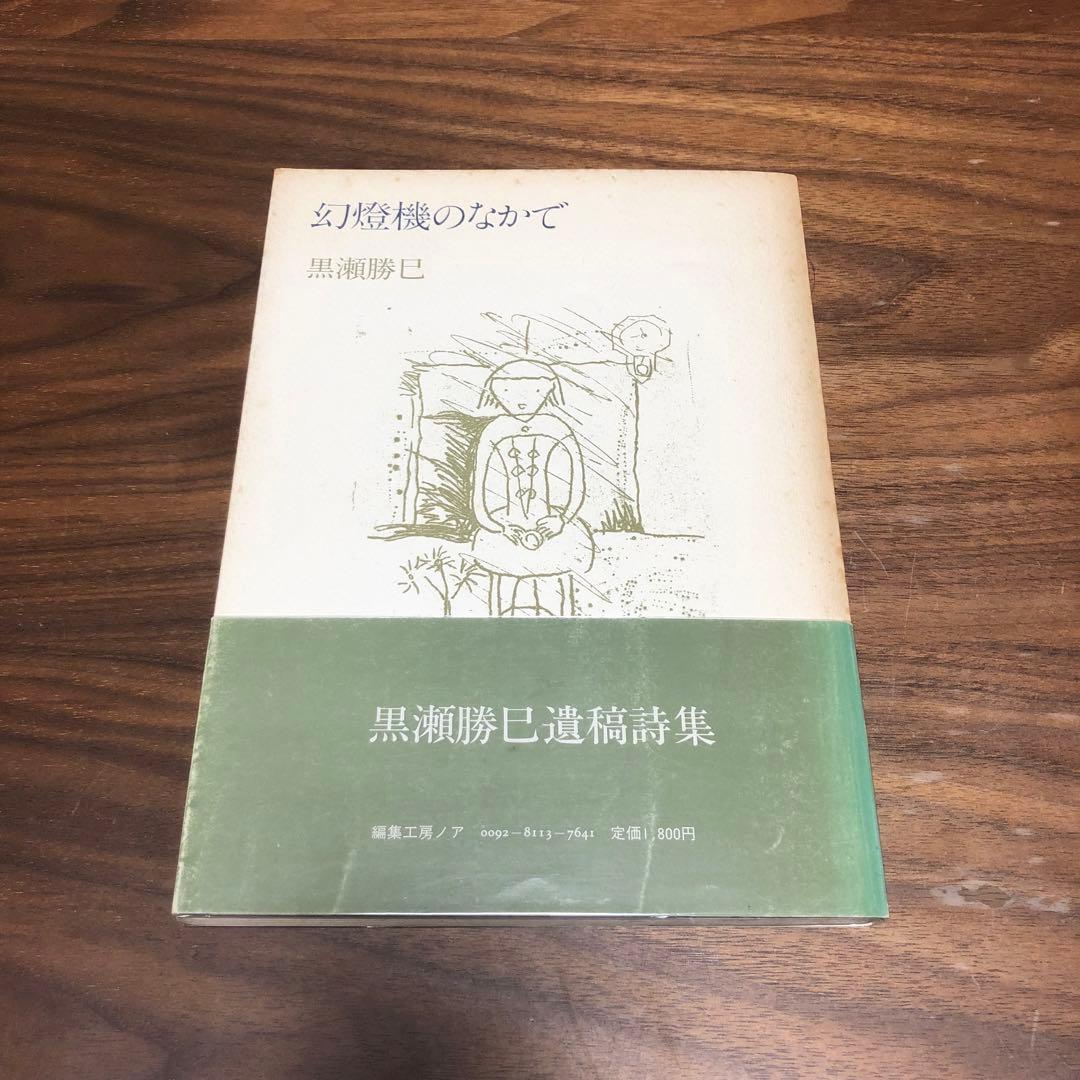 幻燈機のなかで
黒瀬勝巳
黒瀬勝巳遺稿詩集
編集工房ノア 0092–8113–7641 定価1,800円